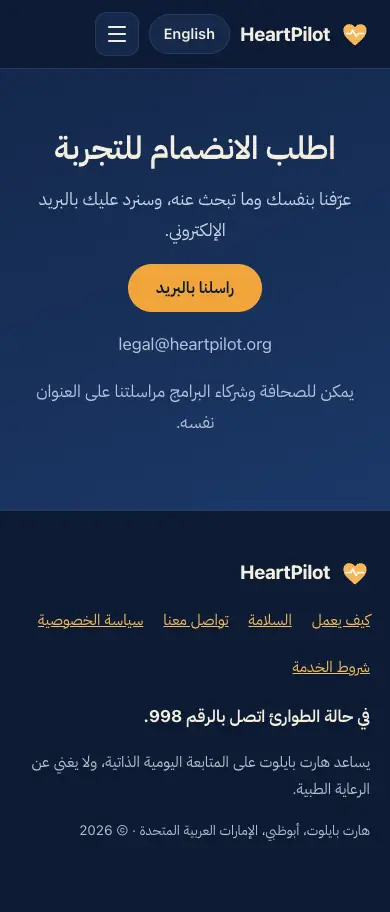 HeartPilot
English
اطلب الانضمام للتجربة
عرّفنا بنفسك وما تبحث عنه، وسنرد عليك بالبريد
الإلكتروني.
راسلنا بالبريد
legal@heartpilot.org
يمكن للصحافة وشركاء البرامج مراسلتنا على العنوان
نفسه.
HeartPilot
كيف يعمل السلامة تواصل معنا سياسة الخصوصية
شروط الخدمة
في حالة الطوارئ اتصل بالرقم 998.
يساعد هارت بايلوت على المتابعة اليومية الذاتية، ولا يغني عن
الرعاية الطبية.
هارت بايلوت، أبوظبي، الإمارات العربية المتحدة · © 2026